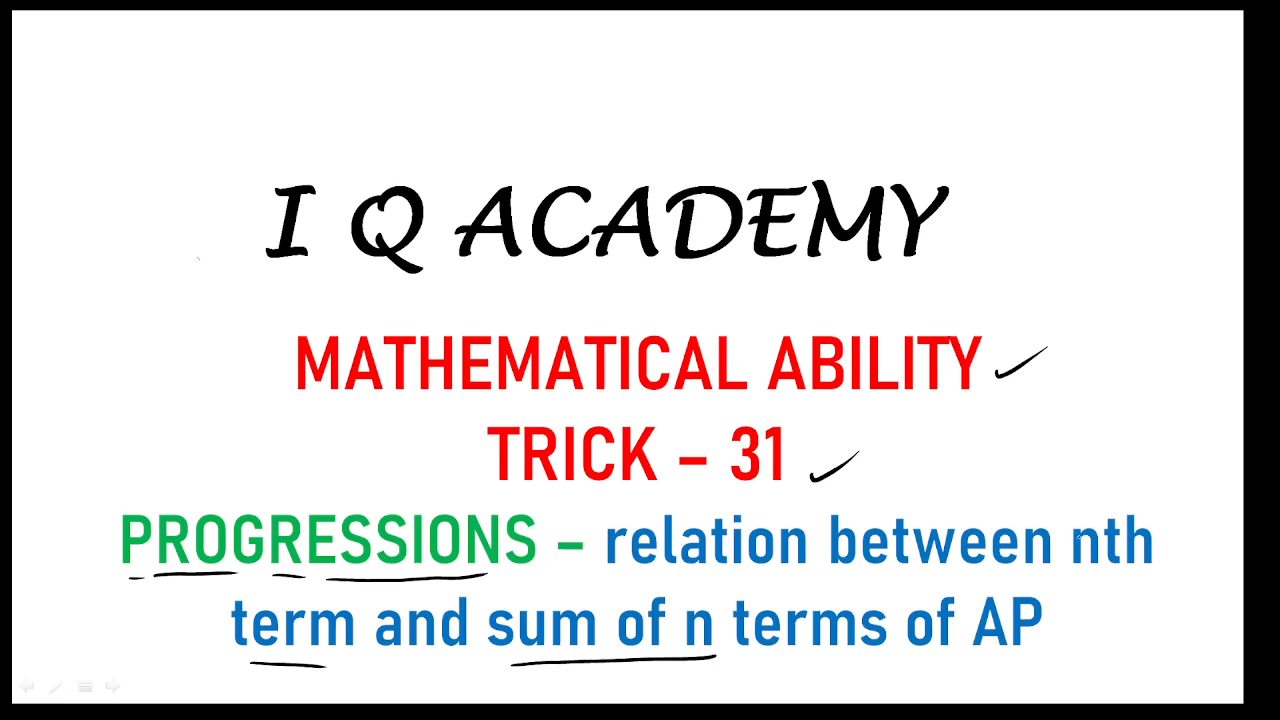 I Q ACADEMY
MATHEMATICAL ABILITY
TRICK – 31
PROGRESSIONS – relation between nth
term and sum of n terms of AP